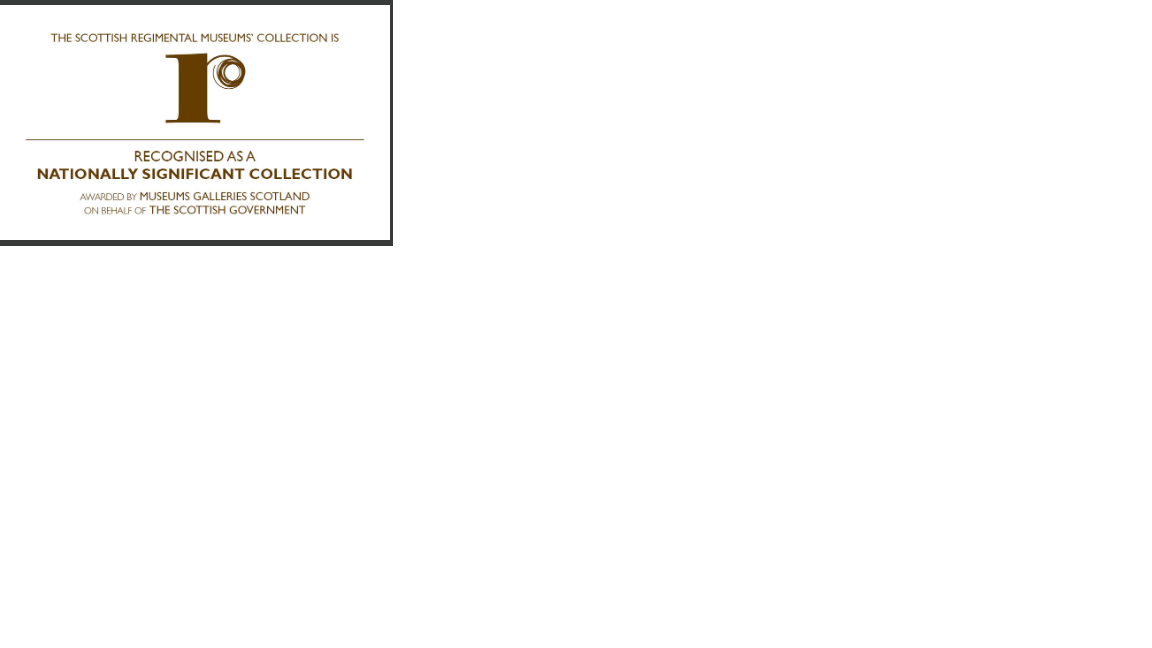 THE SCOTTISH REGIMENTAL MUSEUMS' COLLECTION IS
r
RECOGNISED AS A
NATIONALLY SIGNIFICANT COLLECTION
AWARDED BY MUSEUMS GALLERIES SCOTLAND
ON BEHALF OF THE SCOTTISH GOVERNMENT